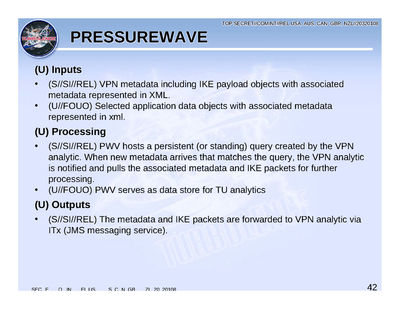 TOP SECRET//COMINT//REL USA, AUS, CAN, GBR, NZL//20320108
PRESSUREWAVE
(U) Inputs
• (S//SI//REL) VPN metadata including IKE payload objects with associated
metadata represented in XML.
• (U//FOUO) Selected application data objects with associated metadata
represented in xml.
(U) Processing
• (S//SI//REL) PWV hosts a persistent (or standing) query created by the VPN
analytic. When new metadata arrives that matches the query, the VPN analytic
is notified and pulls the associated metadata and IKE packets for further
processing.
• (U//FOUO) PWV serves as data store for TU analytics
(U) Outputs
• (S//SI//REL) The metadata and IKE packets are forwarded to VPN analytic via
ITx (JMS messaging service).
42